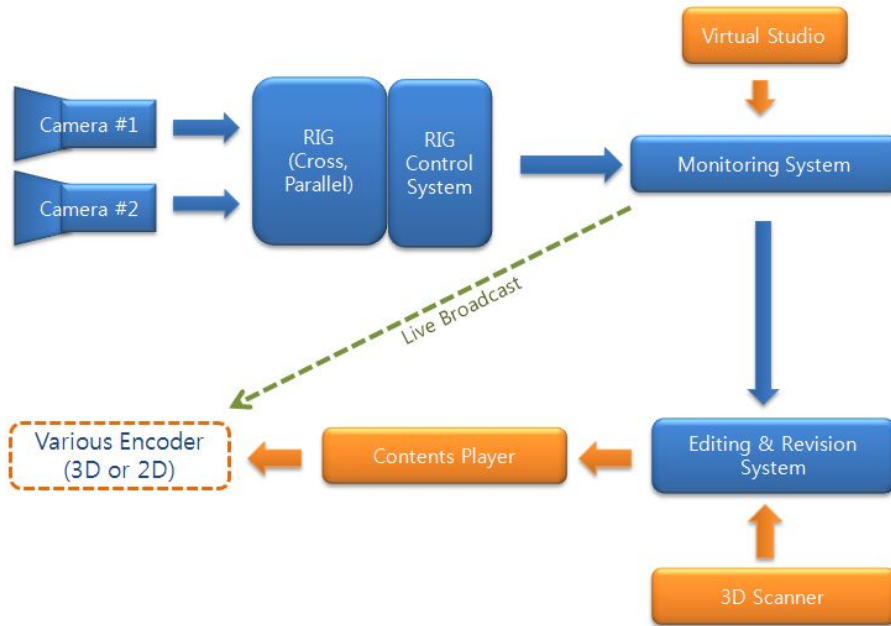 Virtual Studio
Camera #1
RIG
(Cross,
Parallel)
RIG
Control
System
Monitoring System
Camera #2
Live Broadcast
Various Encoder
(3D or 2D)
Contents Player
Editing & Revision
System
3D Scanner